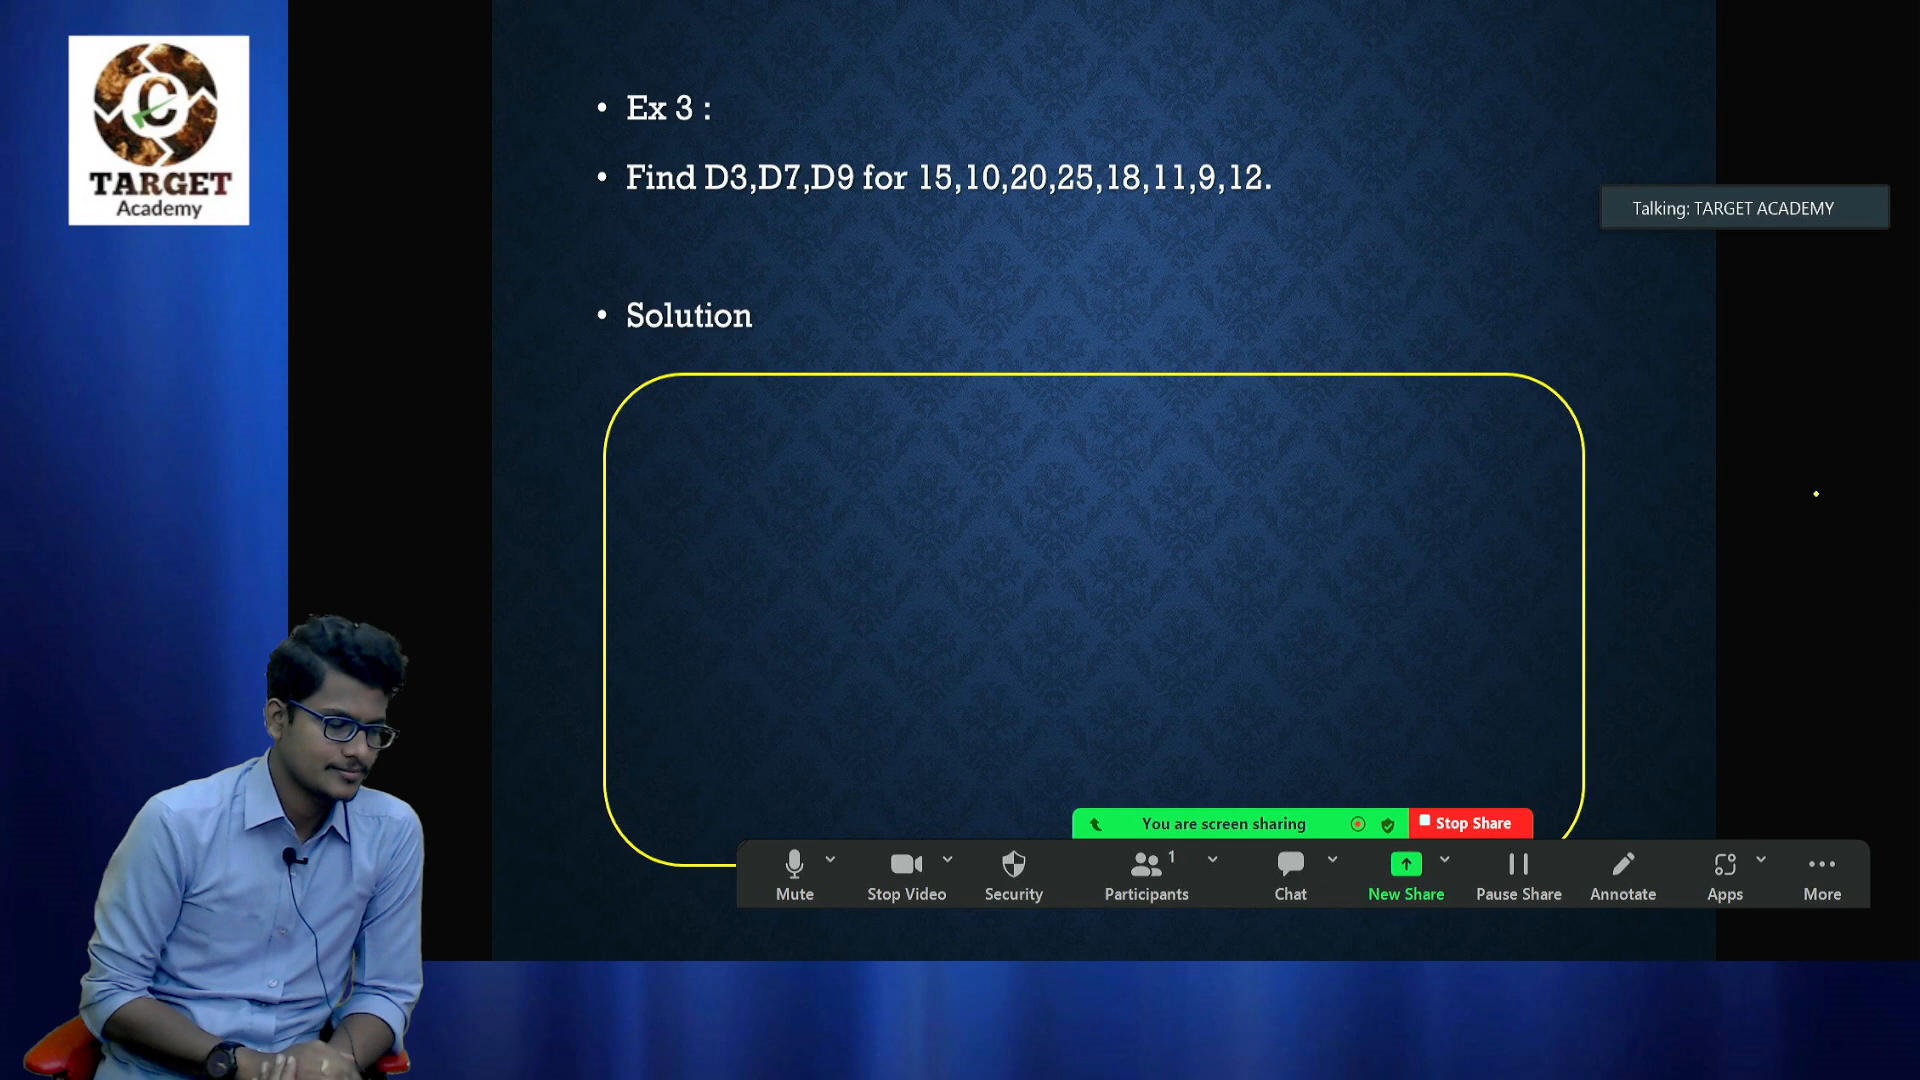 C
TARGET
Academy
• Ex 3 :
• Find D3,D7,D9 for 15,10,20,25,18,11,9,12.
Talking: TARGET ACADEMY
• Solution
You are screen sharing
Stop Share
Mute
Stop Video
Security
Participants 1
Chat
New Share
Pause Share
Annotate
Apps
More